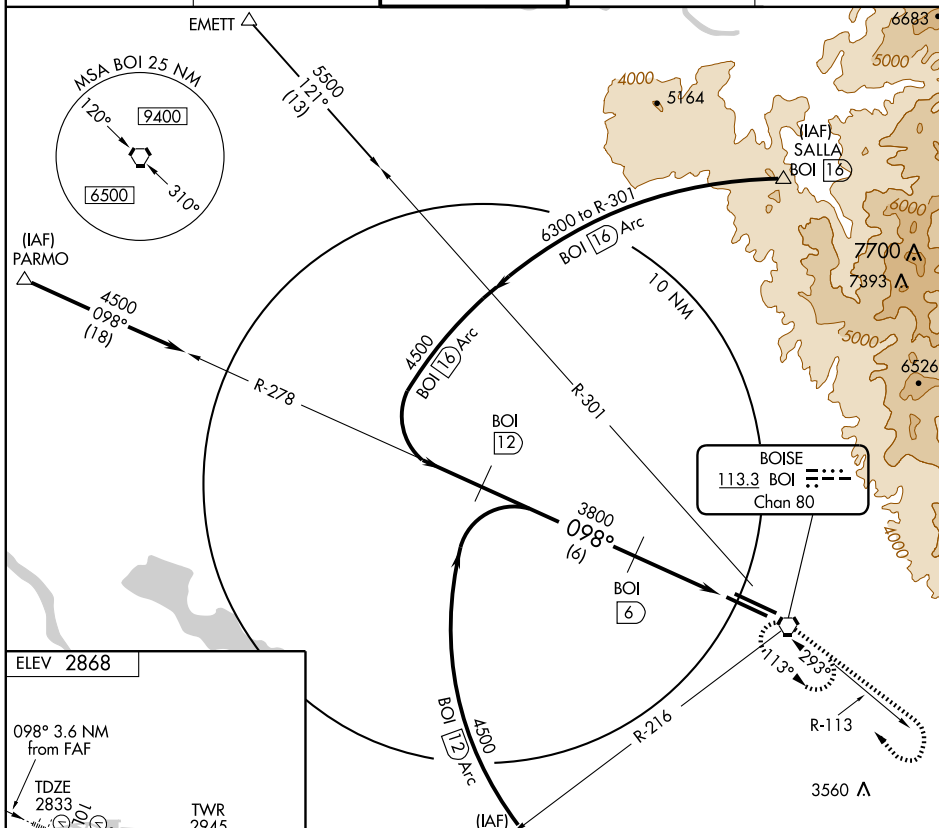 EMETT
6683
5000
MSA BOI 25 NM
120°
9400
6500
310°
5500
121°
(13)
4000
5164
(IAF)
SALLA
BOI 16
6000
6300 to R-301
BOI 16 Arc
(IAF)
PARMO
7700
7393
10 NM
4500
098°
(18)
5000
4500
BOI 16 Arc
6526
R-278
R-301
BOI
12
BOISE
113.3 BOI
Chan 80
3800
098°
(6)
4000
BOI
6
293°
113°
R-113
ELEV 2868
R-216
4500
BOI 12 Arc
098° 3.6 NM
from FAF
TDZE
2833
101
TWR
2945
3560
(IAF)